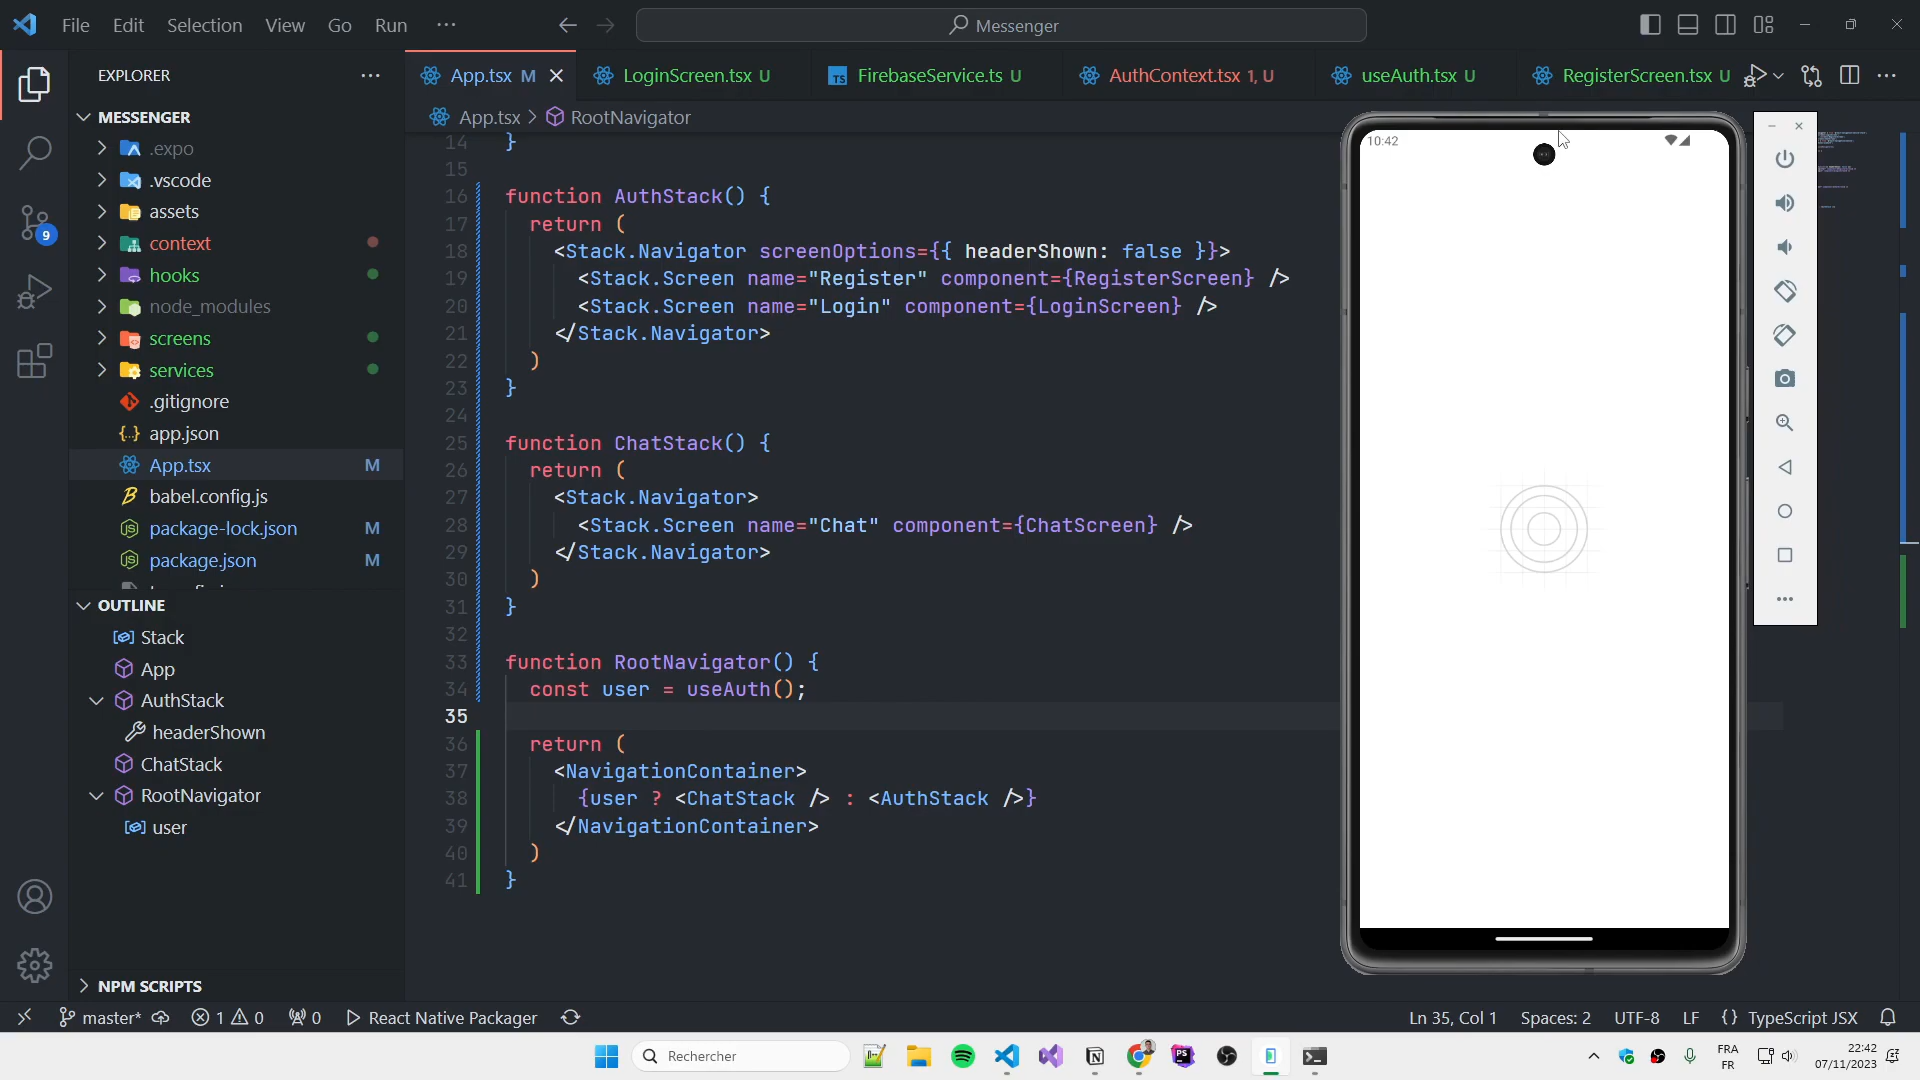 File Edit Selection View Go Run ···
Messenger
EXPLORER
MESSENGER
.expo
.vscode
assets
context
hooks
node_modules
screens
services
.gitignore
app.json
App.tsx M
babel.config.js
package-lock.json M
package.json M
OUTLINE
Stack
App
AuthStack
headerShown
ChatStack
RootNavigator
user
NPM SCRIPTS
App.tsx M
LoginScreen.tsx U
TS FirebaseService.ts U
AuthContext.tsx 1, U
useAuth.tsx U
RegisterScreen.tsx U
App.tsx > RootNavigator
14 }
15
16 function AuthStack() {
17 return (
18 <Stack.Navigator screenOptions={{ headerShown: false }}>
19 <Stack.Screen name="Register" component={RegisterScreen} />
20 <Stack.Screen name="Login" component={LoginScreen} />
21 </Stack.Navigator>
22 )
23 }
24
25 function ChatStack() {
26 return (
27 <Stack.Navigator>
28 <Stack.Screen name="Chat" component={ChatScreen} />
29 </Stack.Navigator>
30 )
31 }
32
33 function RootNavigator() {
34 const user = useAuth();
35
36 return (
37 <NavigationContainer>
38 {user ? <ChatStack /> : <AuthStack />}
39 </NavigationContainer>
40 )
41 }
10:42
9
master* 1 0 0 React Native Packager
Ln 35, Col 1 Spaces: 2 UTF-8 LF {} TypeScript JSX
Rechercher
PS
FRA
FR
22:42
07/11/2023